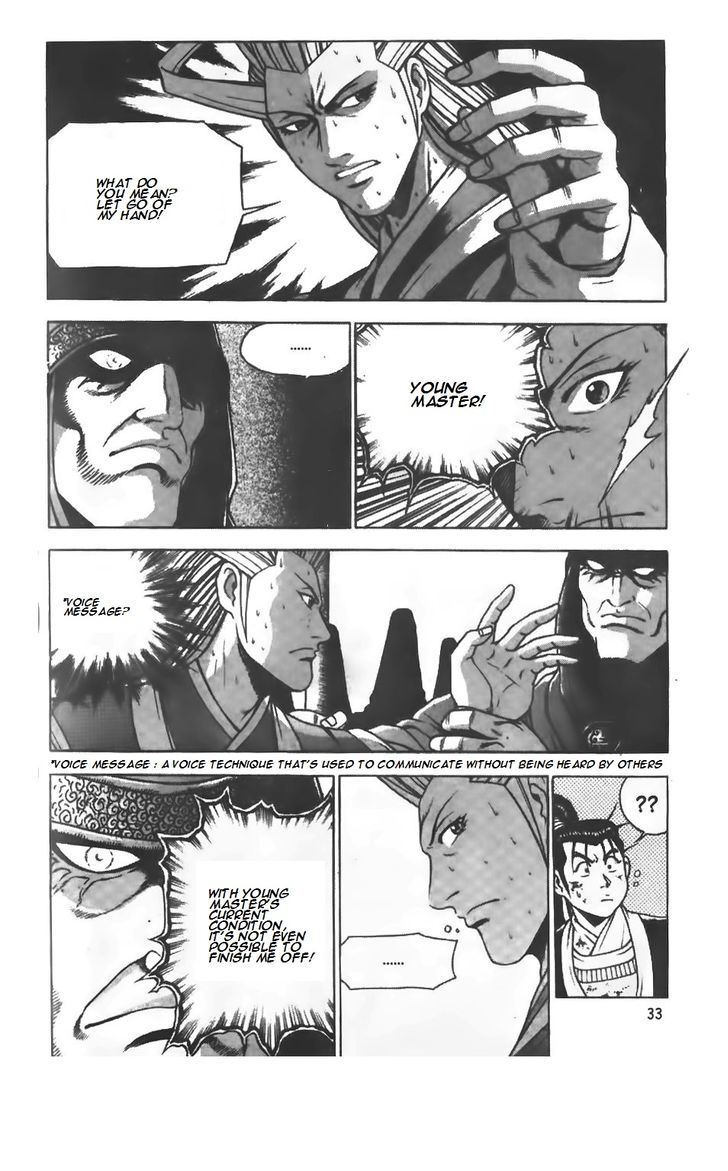 WHAT DO
YOU MEAN?
LET GO OF
MY HAND!
......
YOUNG
MASTER!
*VOICE
MESSAGE?
*VOICE MESSAGE : A VOICE TECHNIQUE THAT'S USED TO COMMUNICATE WITHOUT BEING HEARD BY OTHERS
WITH YOUNG
MASTER'S
CURRENT
CONDITION,
IT'S NOT EVEN
POSSIBLE TO
FINISH ME OFF!
......
??
33